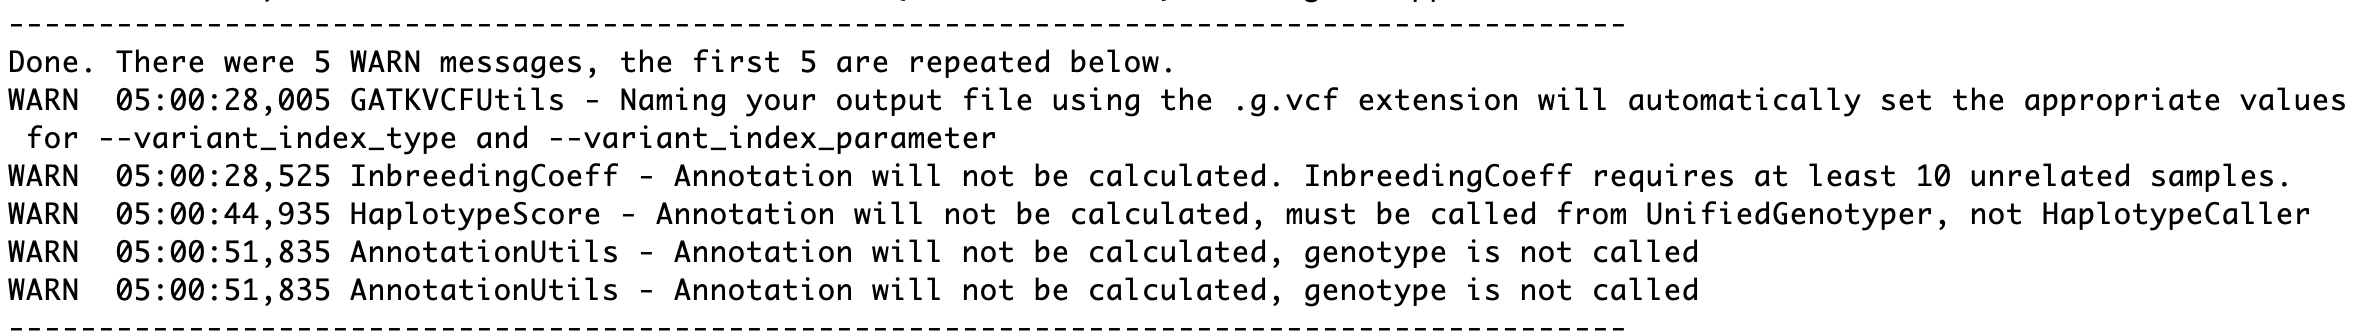 ------------------------------------------------------------------------------------------
Done. There were 5 WARN messages, the first 5 are repeated below.
WARN  05:00:28,005 GATKVCFUtils - Naming your output file using the .g.vcf extension will automatically set the appropriate values
 for --variant_index_type and --variant_index_parameter
WARN  05:00:28,525 InbreedingCoeff - Annotation will not be calculated. InbreedingCoeff requires at least 10 unrelated samples.
WARN  05:00:44,935 HaplotypeScore - Annotation will not be calculated, must be called from UnifiedGenotyper, not HaplotypeCaller
WARN  05:00:51,835 AnnotationUtils - Annotation will not be calculated, genotype is not called
WARN  05:00:51,835 AnnotationUtils - Annotation will not be calculated, genotype is not called
------------------------------------------------------------------------------------------